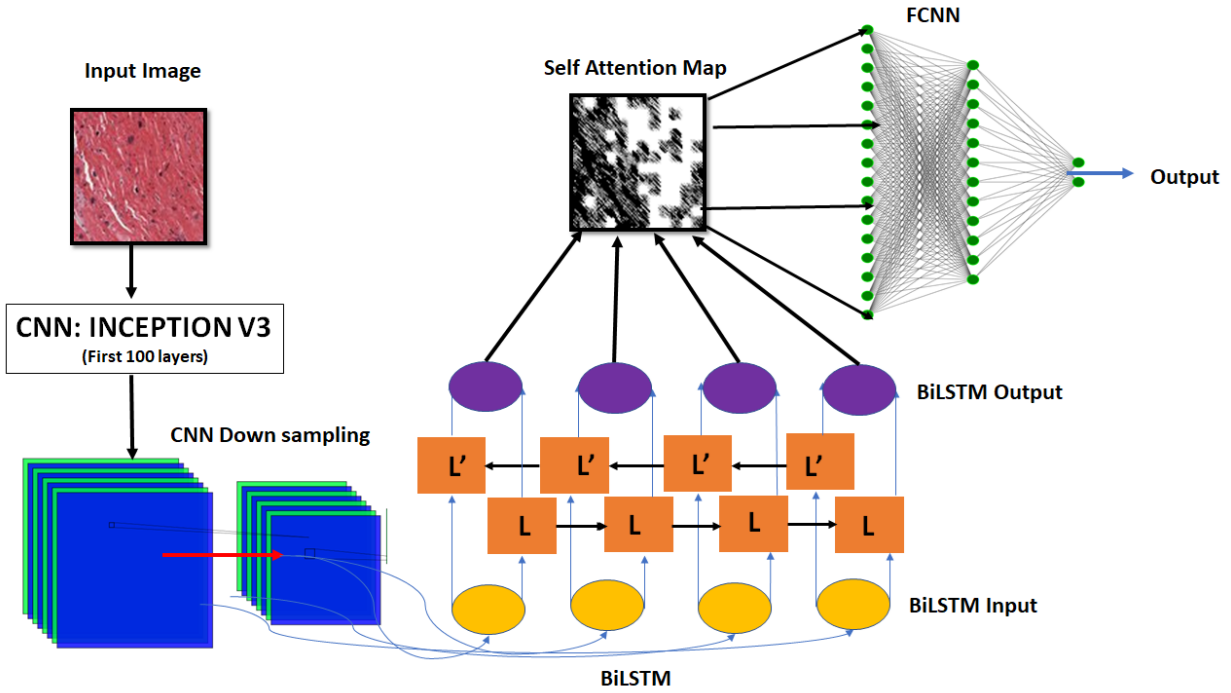 FCNN
Input Image
Self Attention Map
Output
CNN: INCEPTION V3
(First 100 layers)
BiLSTM Output
CNN Down sampling
L’ L’ L’ L’
L L L L
BiLSTM Input
BiLSTM